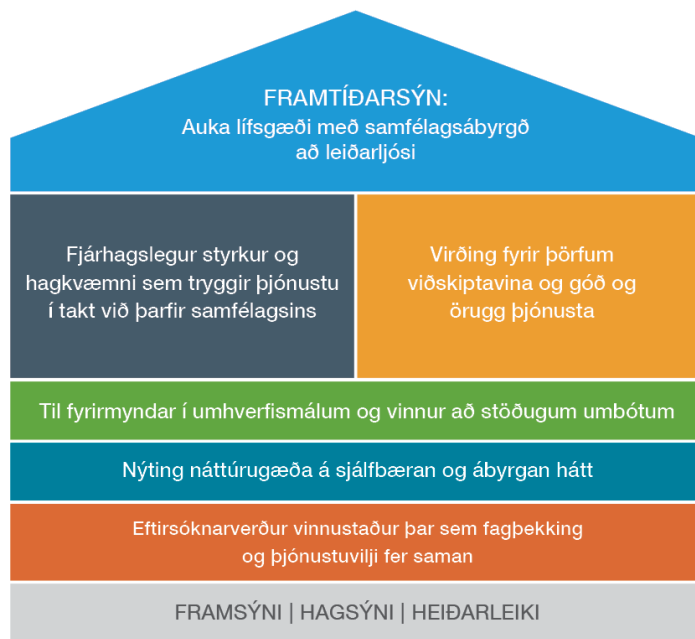 FRAMTÍÐARSÝN:
Auka lífsgæði með samfélagsábyrgð
að leiðarljósi
Fjárhagslegur styrkur og
hagkvæmni sem tryggir þjónustu
í takt við þarfir samfélagsins
Virðing fyrir þörfum
viðskiptavina og góð og
örugg þjónusta
Til fyrirmyndar í umhverfismálum og vinnur að stöðugum umbótum
Nýting náttúrugæða á sjálfbæran og ábyrgan hátt
Eftirsóknarverður vinnustaður þar sem fagþekking
og þjónustuvilji fer saman
FRAMSÝNI | HAGSÝNI | HEIÐARLEIKI